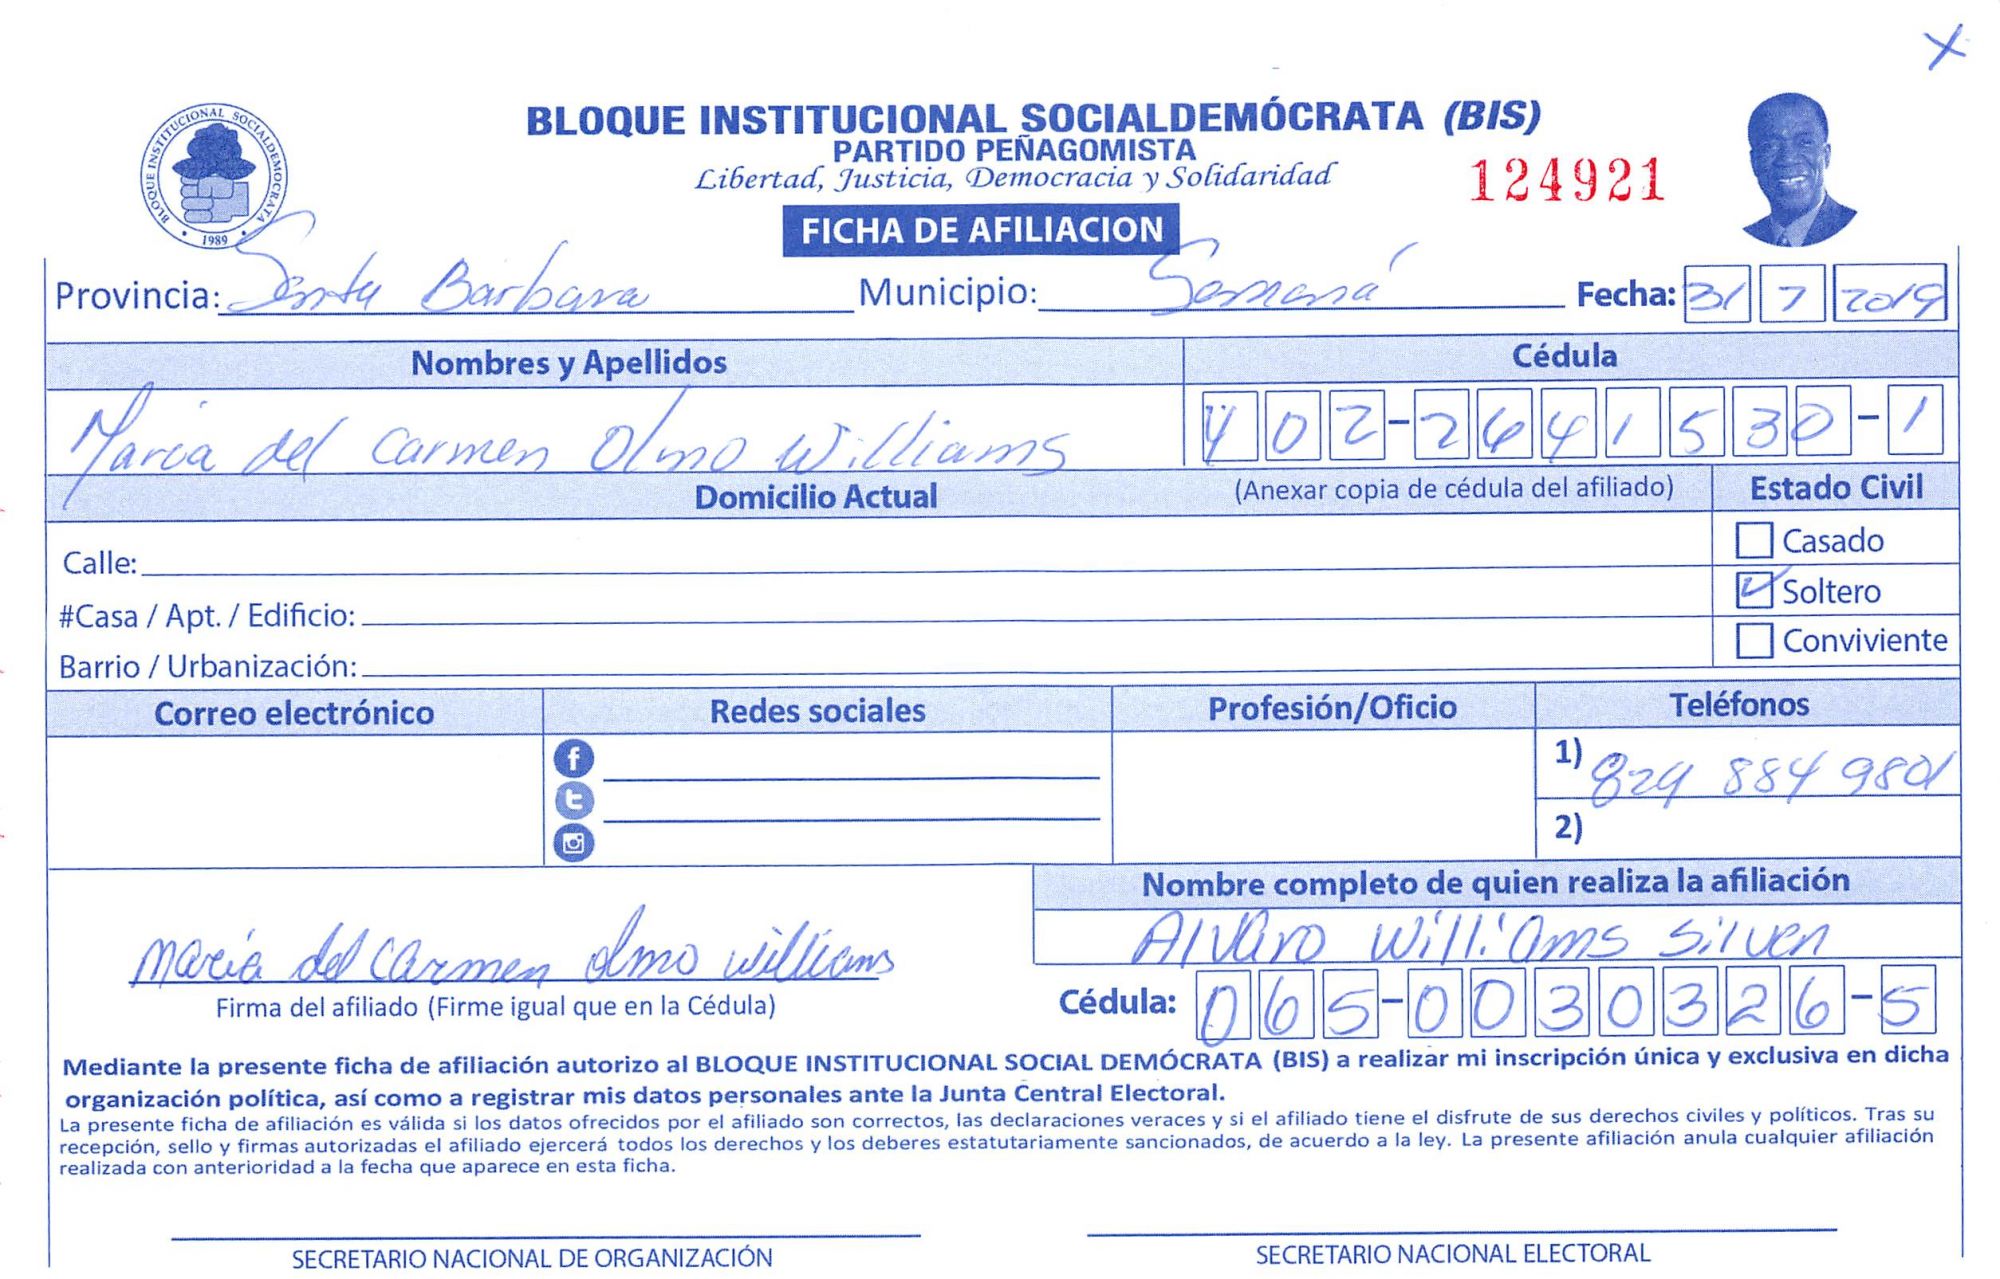 X
BLOQUE INSTITUCIONAL SOCIALDEMÓCRATA (BIS)
PARTIDO PEÑAGOMISTA
Libertad, Justicia, Democracia y Solidaridad
124921
BLOQUE INSTITUCIONAL SOCIALDEMOCRATA
1989
FICHA DE AFILIACION
Provincia: Santa Barbara Municipio: Samaná Fecha: 31 7 2019
Nombres y Apellidos Cédula
Maria del Carmen Olmo Williams 402-2641530-1
Domicilio Actual (Anexar copia de cédula del afiliado) Estado Civil
Casado
Calle:
Soltero
#Casa / Apt. / Edificio:
Conviviente
Barrio / Urbanización:
Correo electrónico Redes sociales Profesión/Oficio Teléfonos
1) 829 884 9801
2)
Nombre completo de quien realiza la afiliación
Alvaro Williams Silven
maria del carmen olmo williams
Firma del afiliado (Firme igual que en la Cédula)
Cédula: 065-0030326-5
Mediante la presente ficha de afiliación autorizo al BLOQUE INSTITUCIONAL SOCIAL DEMÓCRATA (BIS) a realizar mi inscripción única y exclusiva en dicha
organización política, así como a registrar mis datos personales ante la Junta Central Electoral.
La presente ficha de afiliación es válida si los datos ofrecidos por el afiliado son correctos, las declaraciones veraces y si el afiliado tiene el disfrute de sus derechos civiles y políticos. Tras su
recepción, sello y firmas autorizadas el afiliado ejercerá todos los derechos y los deberes estatutariamente sancionados, de acuerdo a la ley. La presente afiliación anula cualquier afiliación
realizada con anterioridad a la fecha que aparece en esta ficha.
SECRETARIO NACIONAL DE ORGANIZACIÓN SECRETARIO NACIONAL ELECTORAL